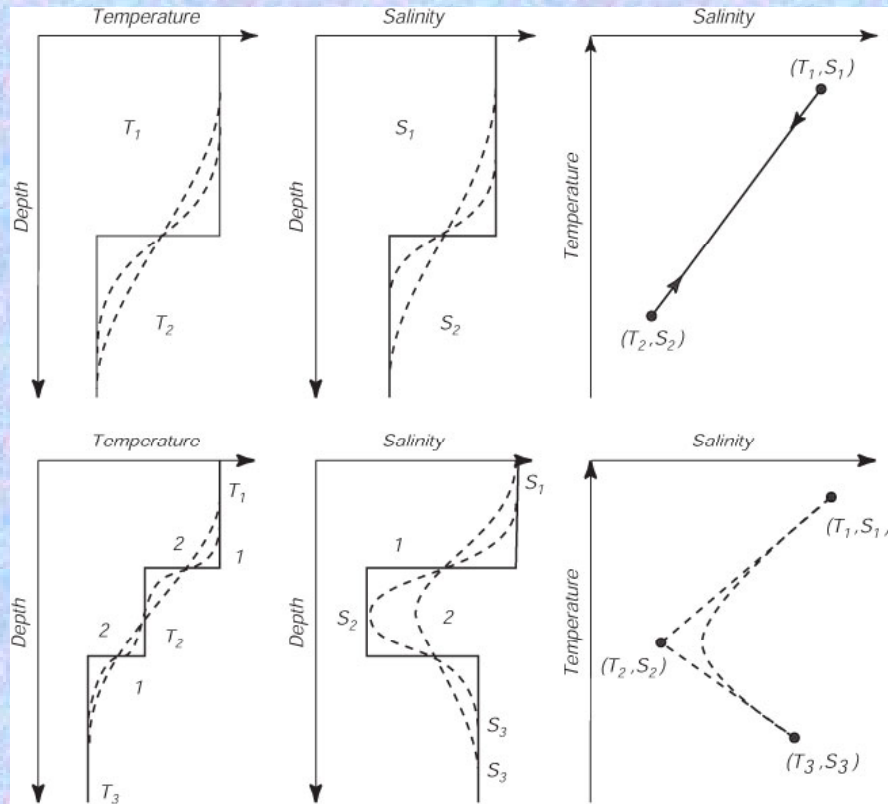 Temperature
Salinity
Salinity
Depth
T1
T2
Depth
S1
S2
Temperature
(T1,S1)
(T2,S2)
Temperature
Salinity
Salinity
Depth
T1
2
1
2
T2
1
T3
Depth
S1
1
S2
2
S3
S3
Temperature
(T1,S1)
(T2,S2)
(T3,S3)